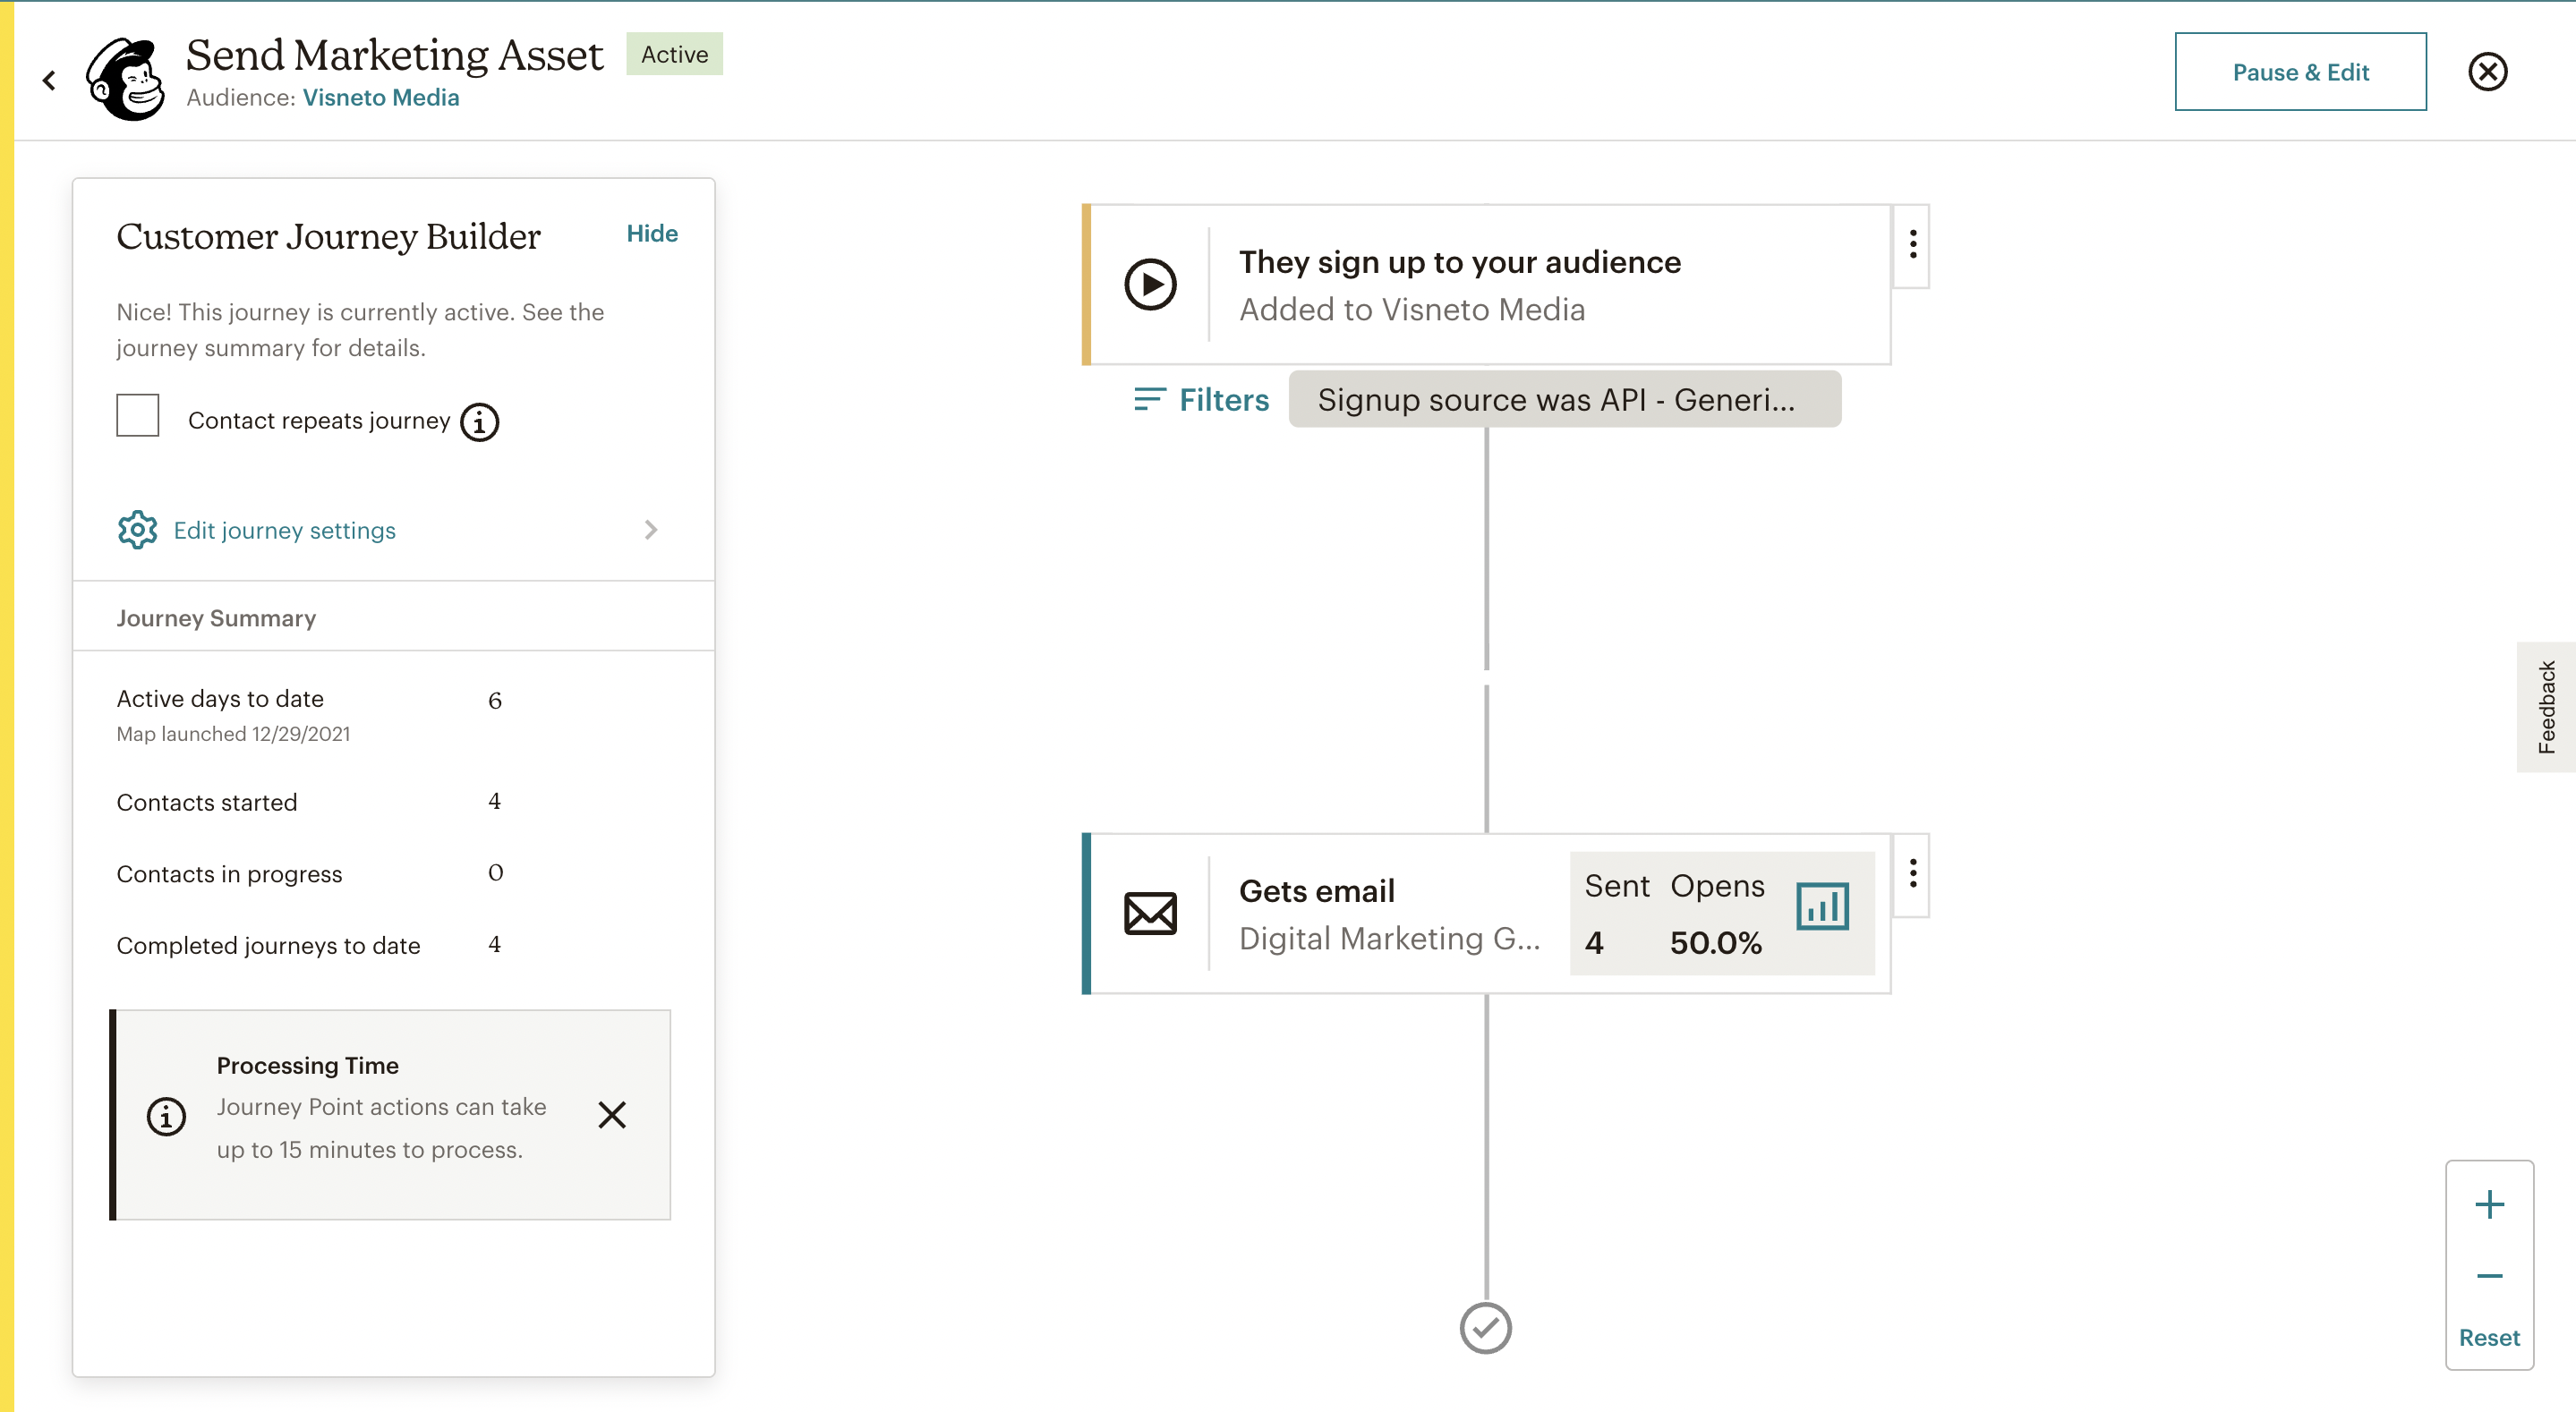 Send Marketing Asset
Active
Audience: Visneto Media
Pause & Edit
Customer Journey Builder
Hide
Nice! This journey is currently active. See the
journey summary for details.
Contact repeats journey
Edit journey settings
Journey Summary
Active days to date
6
Map launched 12/29/2021
Contacts started
4
Contacts in progress
0
Completed journeys to date
4
Processing Time
Journey Point actions can take
up to 15 minutes to process.
They sign up to your audience
Added to Visneto Media
Filters
Signup source was API - Generi...
Gets email
Digital Marketing G...
Sent Opens
4 50.0%
Feedback
Reset